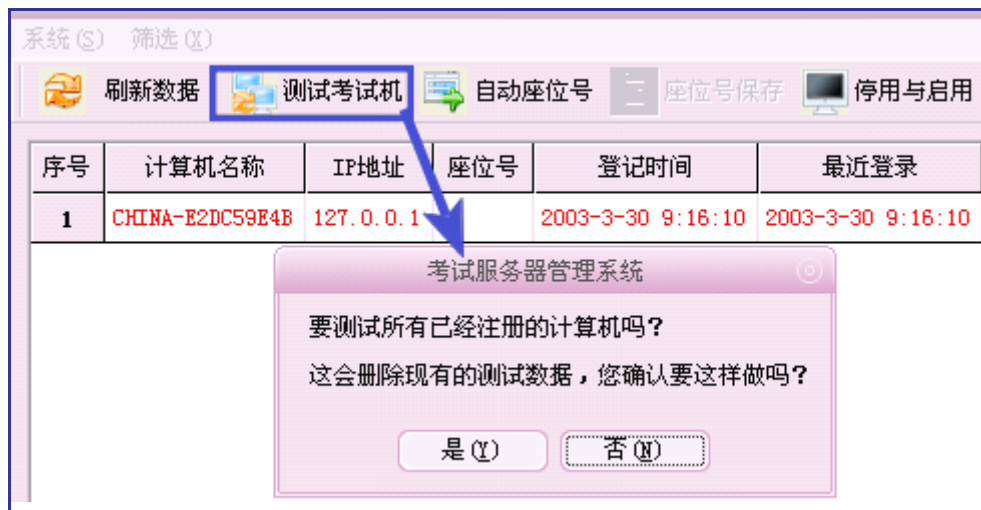 系统(S) 筛选(X)
刷新数据 测试考试机 自动座位号 座位号保存 停用与启用
序号 计算机名称 IP地址 座位号 登记时间 最近登录
1 CHINA-E2DC59E4B 127.0.0.1 2003-3-30 9:16:10 2003-3-30 9:16:10
考试服务器管理系统
要测试所有已经注册的计算机吗？
这会删除现有的测试数据，您确认要这样做吗？
是(Y) 否(N)